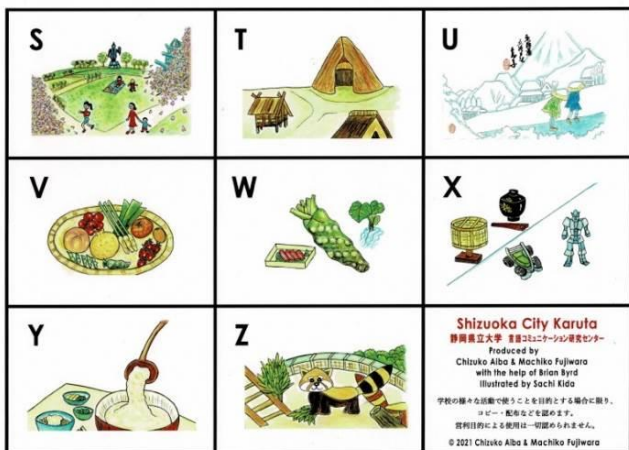 S
T
U
V
W
X
Y
Z
Shizuoka City Karuta
静岡県立大学 言語コミュニケーション研究センター
Produced by
Chizuko Aiba & Machiko Fujiwara
with the help of Brian Byrd
Illustrated by Sachi Kida
学校の様々な活動で使うことを目的とする場合に限り、
コピー・配布などを認めます。
営利目的による使用は一切認められません。
© 2021 Chizuko Aiba & Machiko Fujiwara